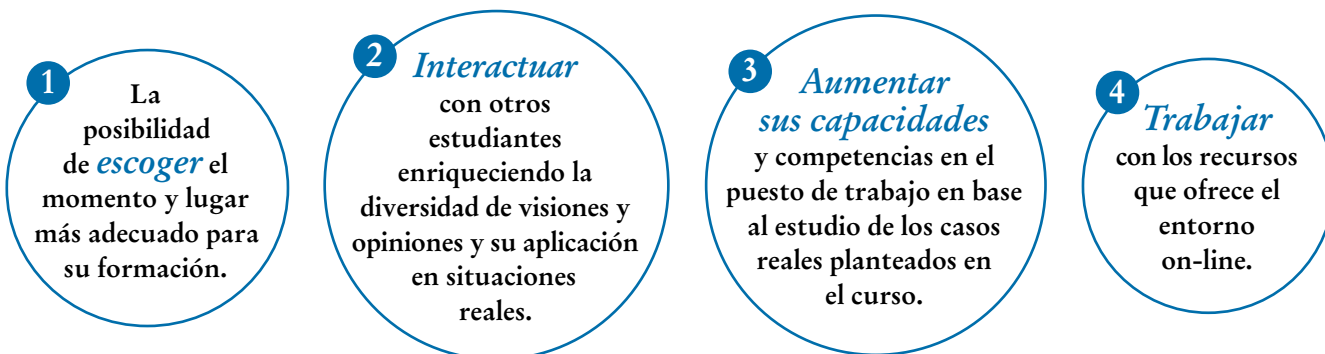 1
La
posibilidad
de escoger el
momento y lugar
más adecuado para
su formación.
2
Interactuar
con otros
estudiantes
enriqueciendo la
diversidad de visiones y
opiniones y su aplicación
en situaciones
reales.
3
Aumentar
sus capacidades
y competencias en el
puesto de trabajo en base
al estudio de los casos
reales planteados en
el curso.
4
Trabajar
con los recursos
que ofrece el
entorno
on-line.